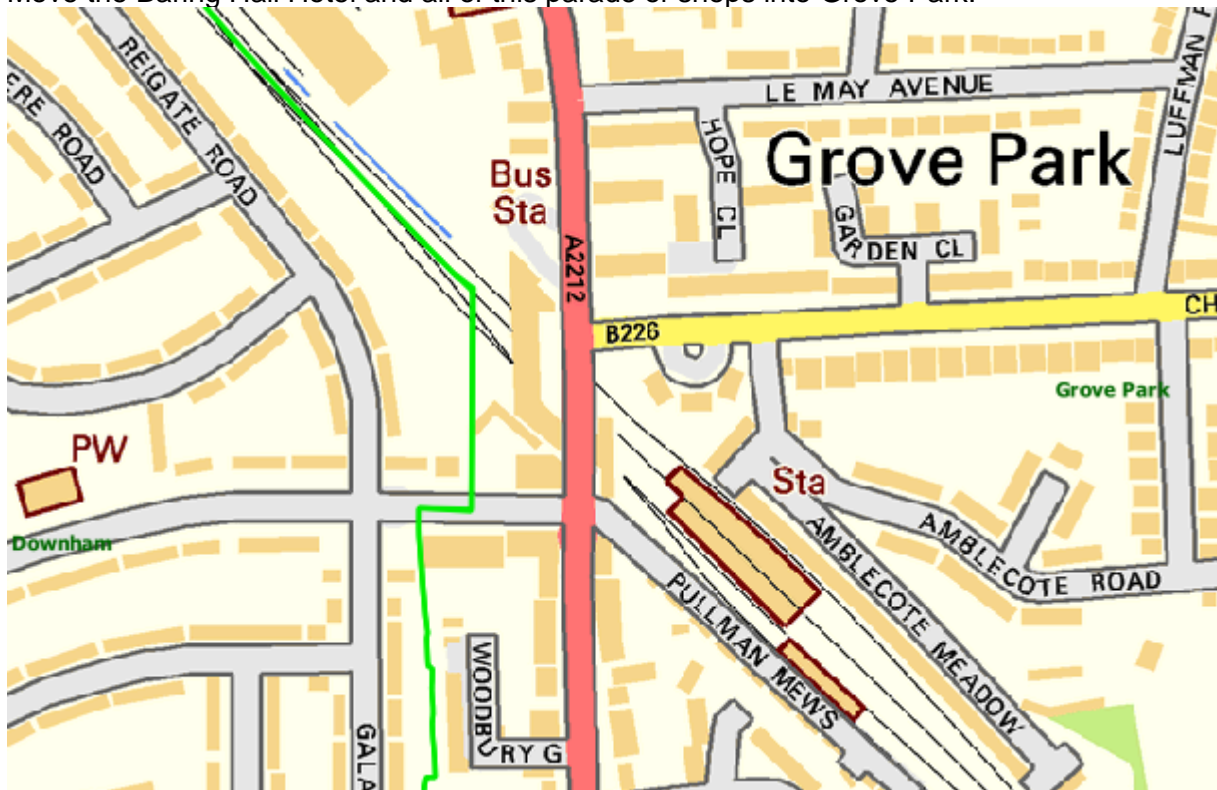 Move the Baring Hall Hotel and all of this parade of shops into Grove Park.
REIGATE ROAD
ERE ROAD
LE MAY AVENUE
HOPE CL
LUFFMAN
Grove Park
Bus
Sta
GARDEN CL
A2212
B226
CH
Grove Park
PW
Sta
Downham
AMBLECOTE ROAD
AMBLECOTE MEADOW
PULLMAN MEWS
WOODBURY G
GALA